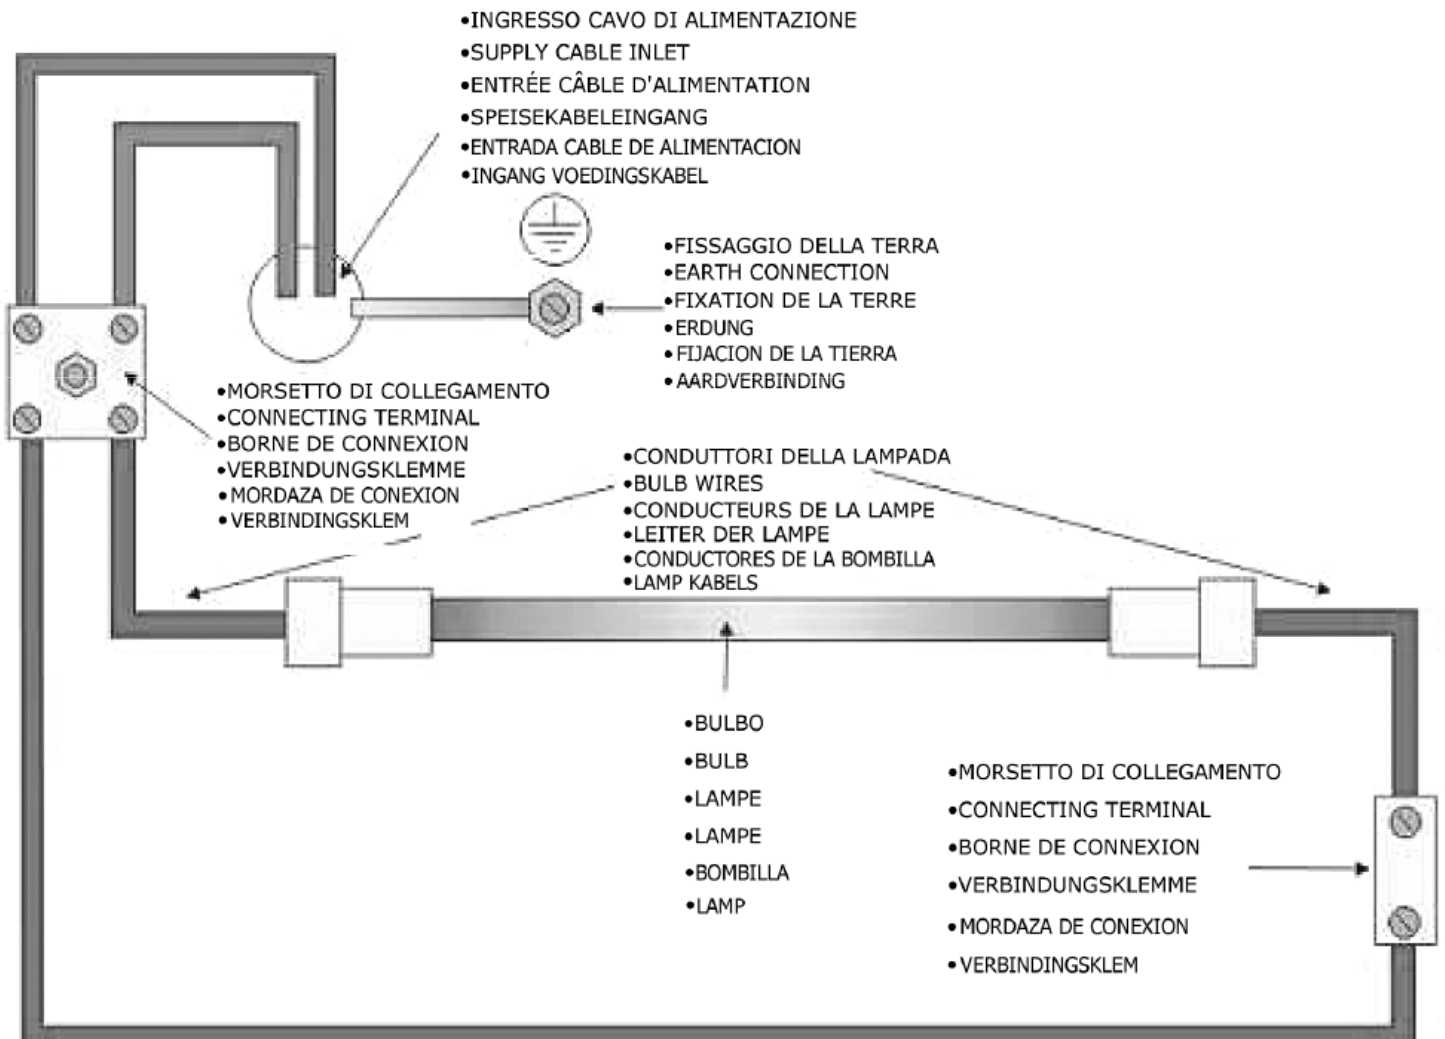 •INGRESSO CAVO DI ALIMENTAZIONE
•SUPPLY CABLE INLET
•ENTRÉE CÂBLE D'ALIMENTATION
•SPEISEKABELEINGANG
•ENTRADA CABLE DE ALIMENTACION
•INGANG VOEDINGSKABEL
•FISSAGGIO DELLA TERRA
•EARTH CONNECTION
•FIXATION DE LA TERRE
•ERDUNG
•FIJACION DE LA TIERRA
•AARDVERBINDING
•MORSETTO DI COLLEGAMENTO
•CONNECTING TERMINAL
•BORNE DE CONNEXION
•VERBINDUNGSKLEMME
•MORDAZA DE CONEXION
•VERBINDINGSKLEM
•CONDUTTORI DELLA LAMPADA
•BULB WIRES
•CONDUCTEURS DE LA LAMPE
•LEITER DER LAMPE
•CONDUCTORES DE LA BOMBILLA
•LAMP KABELS
•BULBO
•BULB
•LAMPE
•LAMPE
•BOMBILLA
•LAMP
•MORSETTO DI COLLEGAMENTO
•CONNECTING TERMINAL
•BORNE DE CONNEXION
•VERBINDUNGSKLEMME
•MORDAZA DE CONEXION
•VERBINDINGSKLEM